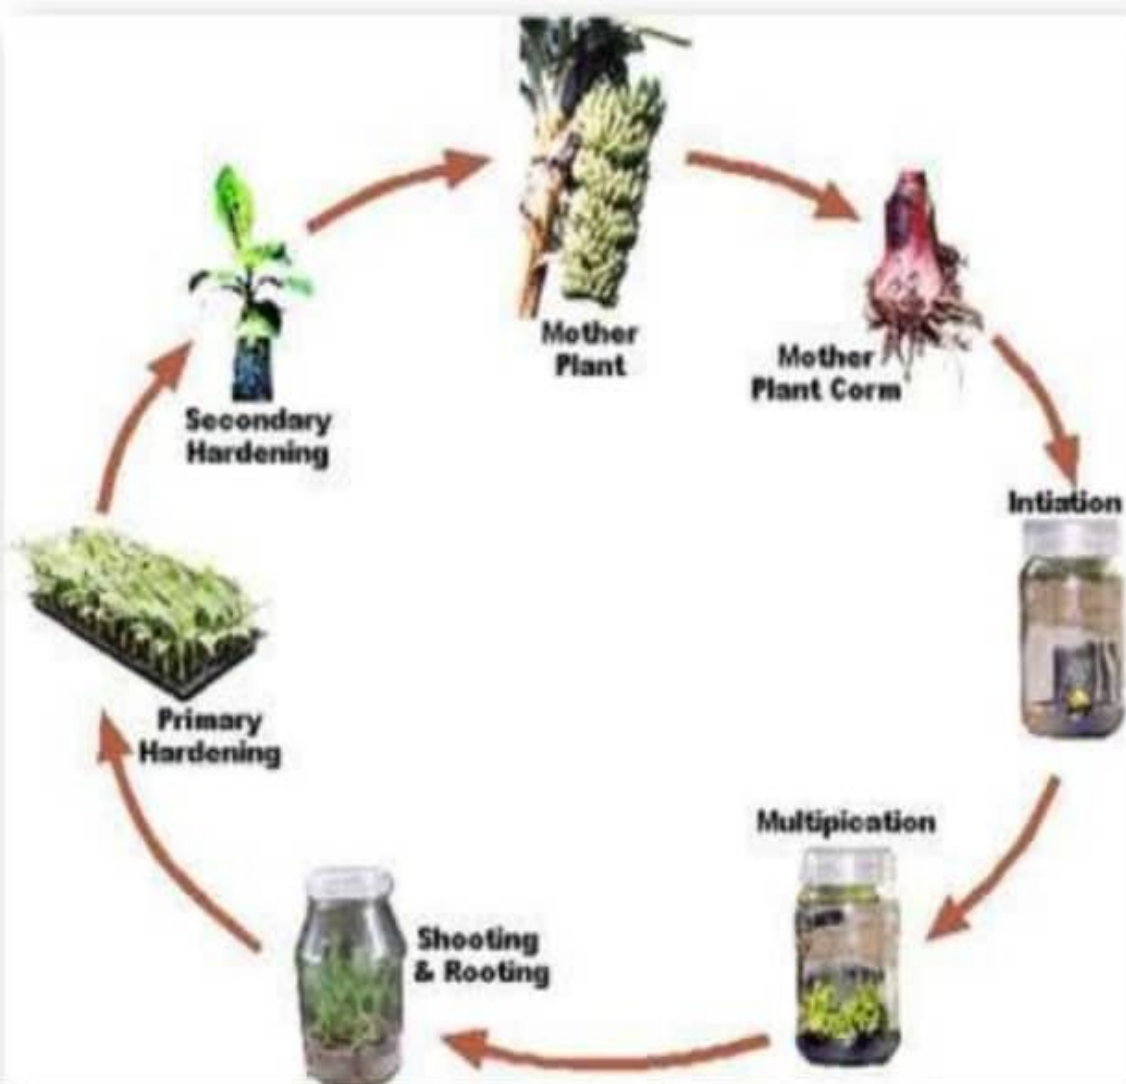 Mother
Plant
Mother
Plant Corm
Intiation
Multipication
Shooting
& Rooting
Primary
Hardening
Secondary
Hardening